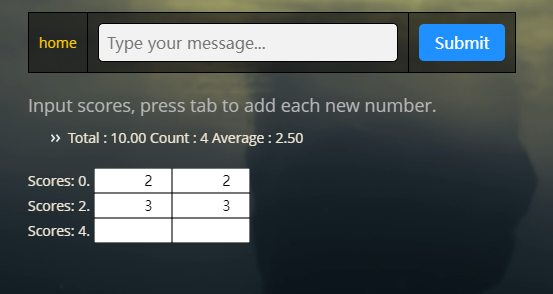 home Type your message... Submit
Input scores, press tab to add each new number.
›› Total : 10.00 Count : 4 Average : 2.50
Scores: 0. 2 2
Scores: 2. 3 3
Scores: 4.